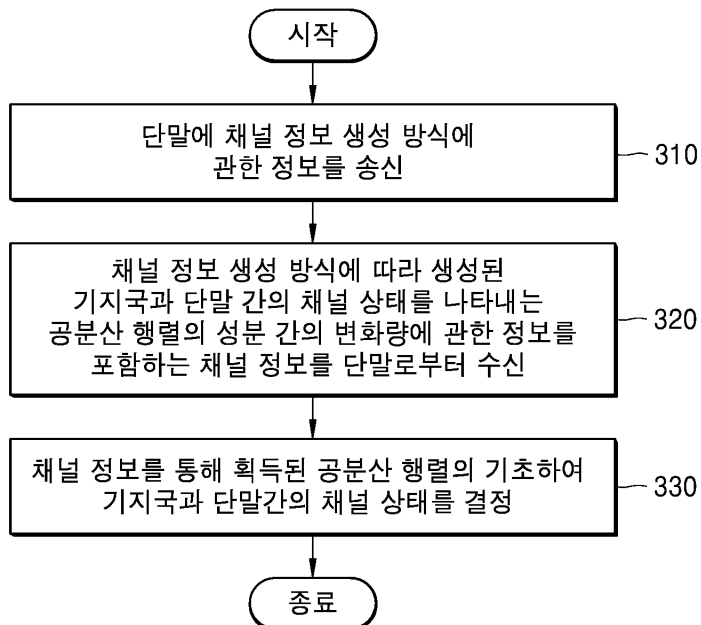 시작
단말에 채널 정보 생성 방식에
관한 정보를 송신
310
채널 정보 생성 방식에 따라 생성된
기지국과 단말 간의 채널 상태를 나타내는
공분산 행렬의 성분 간의 변화량에 관한 정보를
포함하는 채널 정보를 단말로부터 수신
320
채널 정보를 통해 획득된 공분산 행렬의 기초하여
기지국과 단말간의 채널 상태를 결정
330
종료